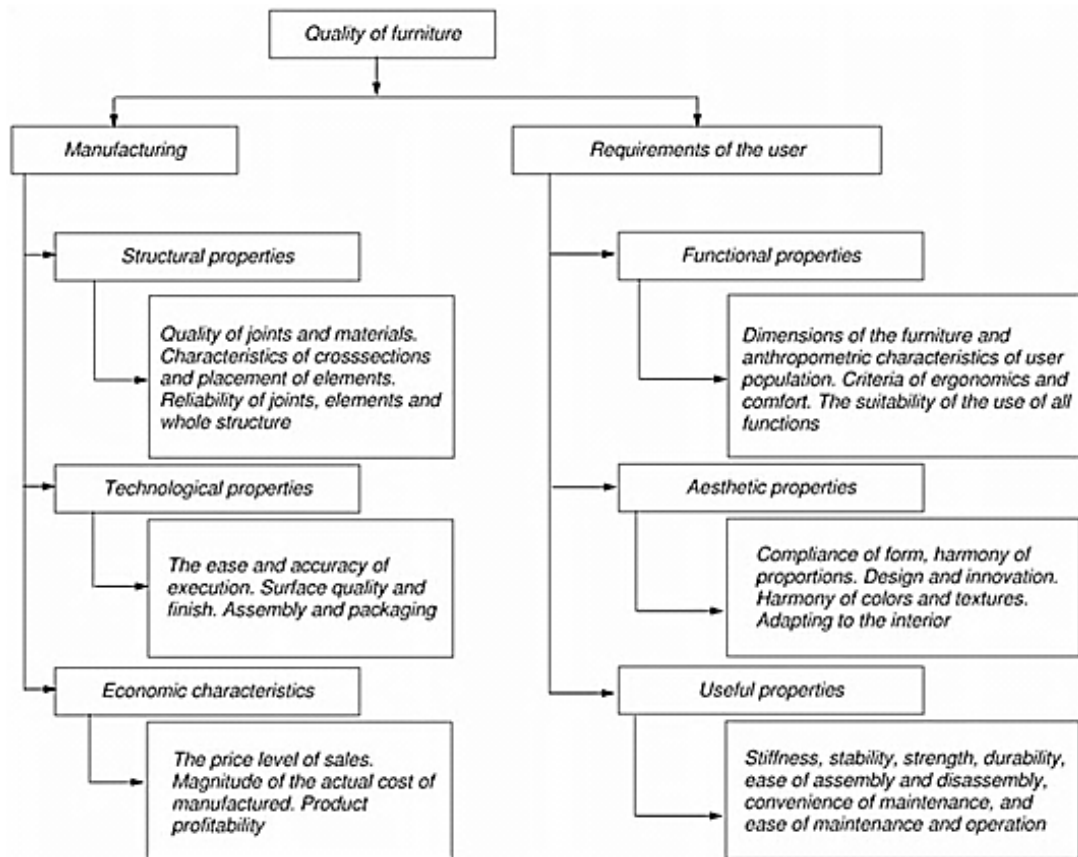 Quality of furniture
Manufacturing
Requirements of the user
Structural properties
Quality of joints and materials.
Characteristics of crosssections
and placement of elements.
Reliability of joints, elements and
whole structure
Technological properties
The ease and accuracy of
execution. Surface quality and
finish. Assembly and packaging
Economic characteristics
The price level of sales.
Magnitude of the actual cost of
manufactured. Product
profitability
Functional properties
Dimensions of the furniture and
anthropometric characteristics of user
population. Criteria of ergonomics and
comfort. The suitability of the use of all
functions
Aesthetic properties
Compliance of form, harmony of
proportions. Design and innovation.
Harmony of colors and textures.
Adapting to the interior
Useful properties
Stiffness, stability, strength, durability,
ease of assembly and disassembly,
convenience of maintenance, and
ease of maintenance and operation